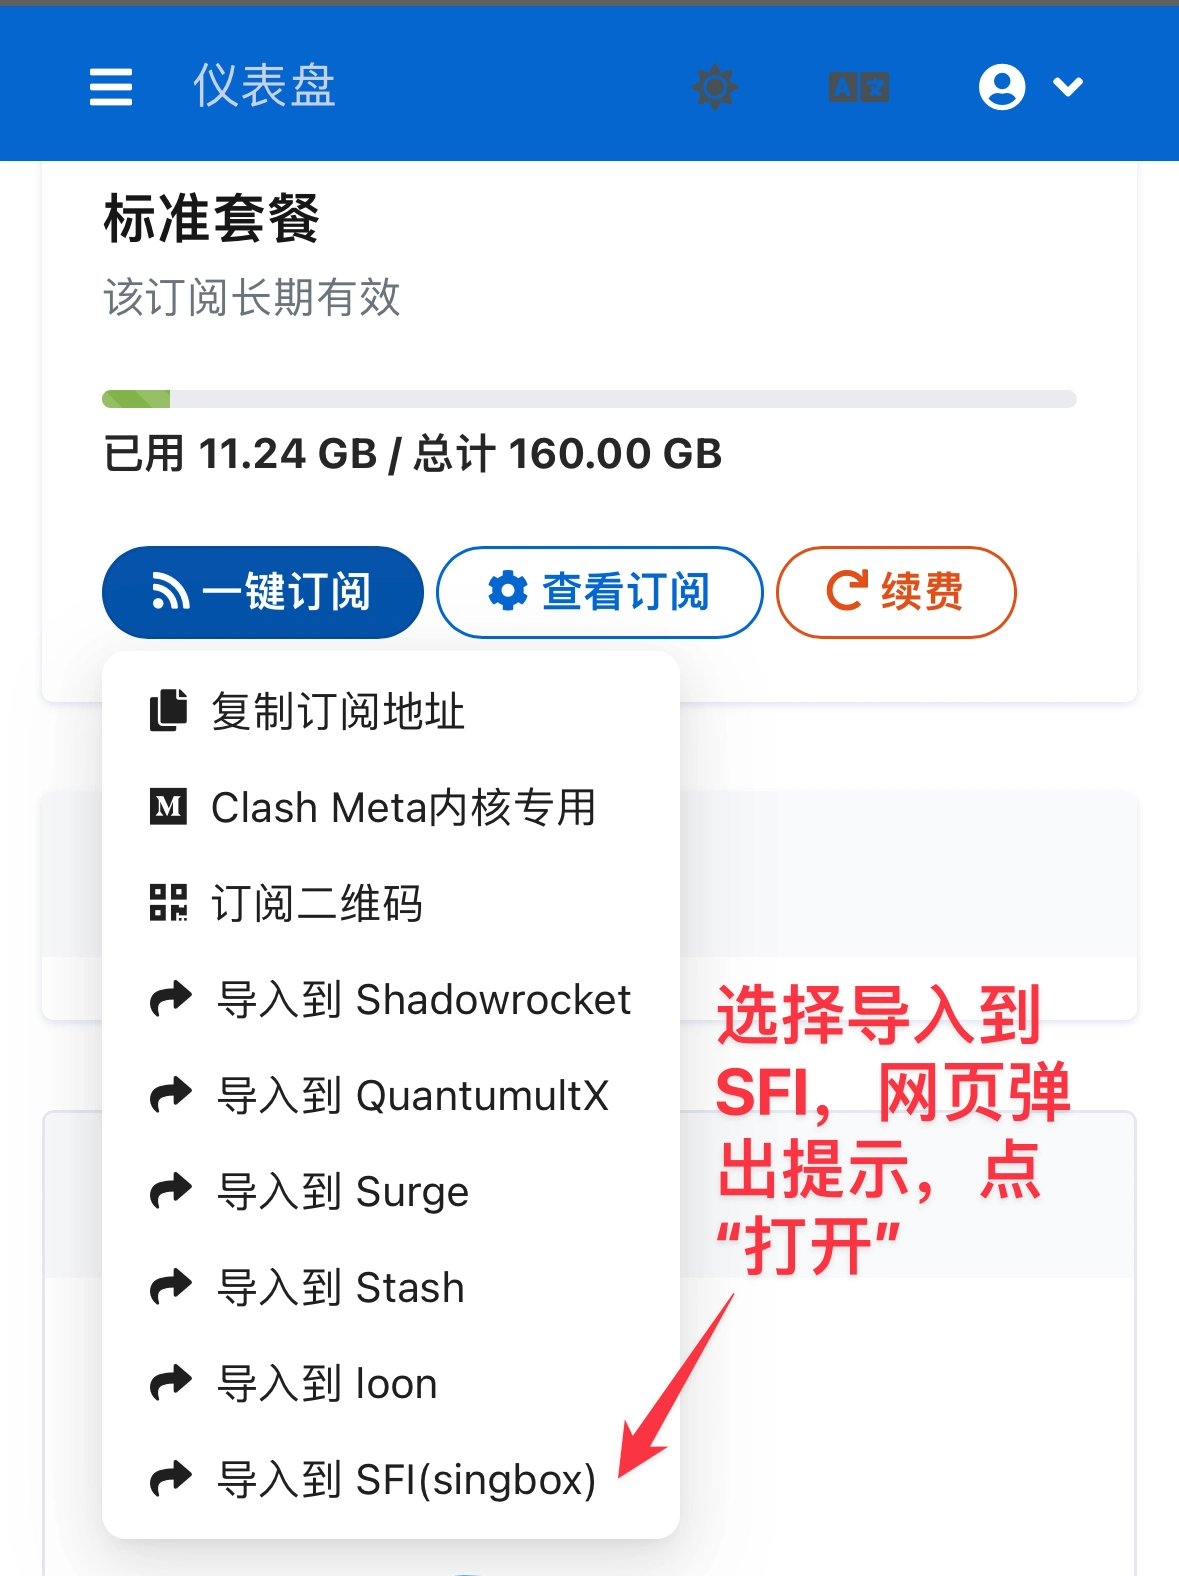 仪表盘
A 文
标准套餐
该订阅长期有效
已用 11.24 GB / 总计 160.00 GB
一键订阅
查看订阅
续费
复制订阅地址
M Clash Meta内核专用
订阅二维码
导入到 Shadowrocket
导入到 QuantumultX
导入到 Surge
导入到 Stash
导入到 loon
导入到 SFI(singbox)
选择导入到
SFI，网页弹
出提示，点
“打开”